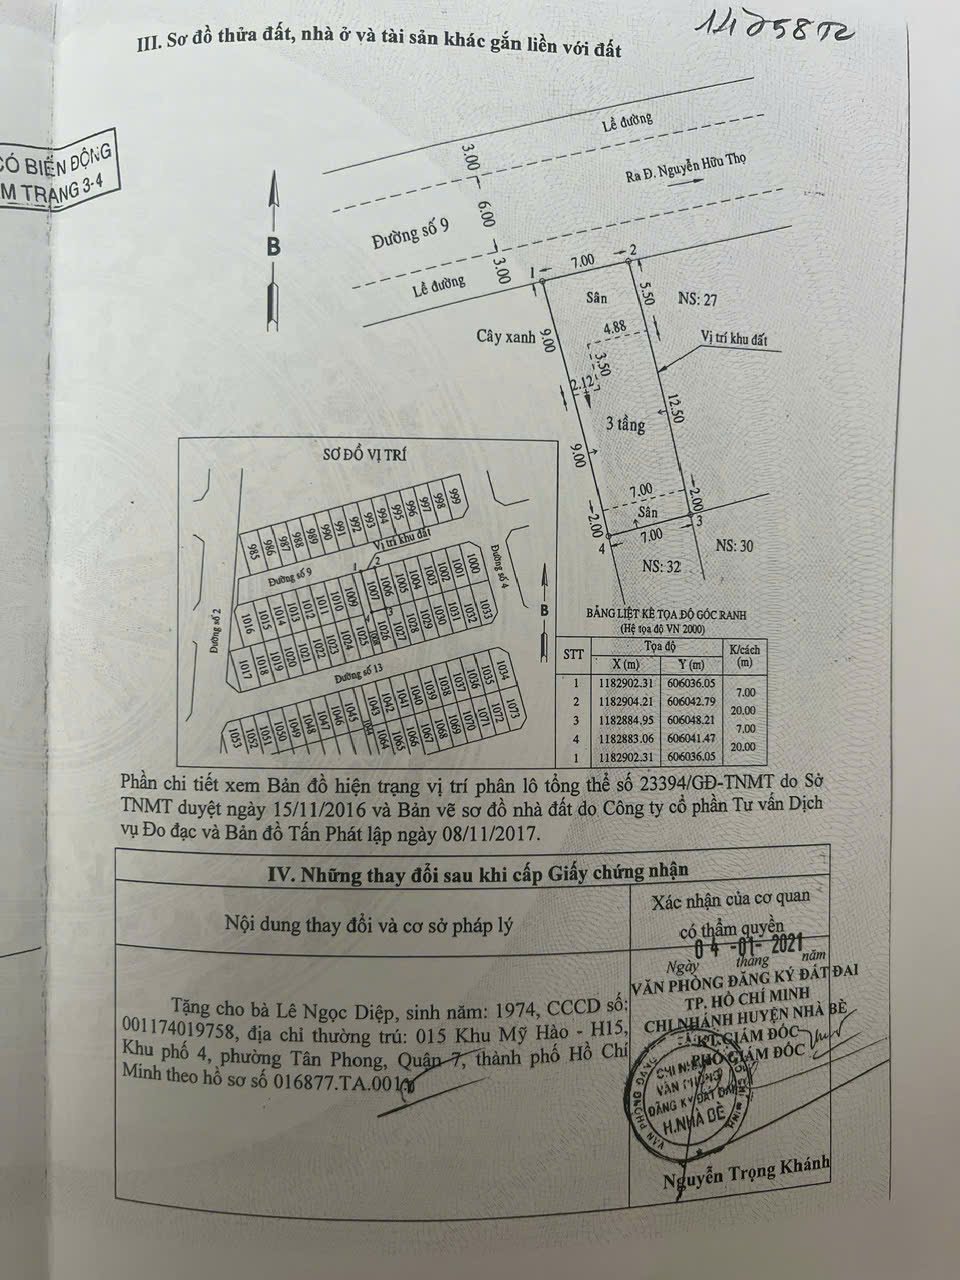 III. Sơ đồ thửa đất, nhà ở và tài sản khác gắn liền với đất
CÓ BIẾN ĐỘNG
M TRANG 3-4
B
Lề đường
3.00
Ra Đ. Nguyễn Hữu Thọ
Đường số 9
6.00
3.00
Lề đường
1
7.00
2
Sân
5.50
NS: 27
Cây xanh
9.00
4.88
3.50
Vị trí khu đất
2.12
12.50
3 tầng
9.00
7.00
2.00
Sân
2.00
3
4
7.00
NS: 30
NS: 32
SƠ ĐỒ VỊ TRÍ
985 986 987 988 989 990 991 992 993 994 995 996 997 998 999
Vị trí khu đất
Đường số 9
1
2
Đường số 4
Đường số 2
1016 1015 1014 1013 1012 1011 1010 1009 1007 1006 1005 1004 1003 1002 1001 1000
1017 1018 1019 1020 1021 1022 1023 1024 1025 1026 1027 1028 1029 1030 1031 1032 1033
Đường số 13
1045 1043 1042 1041 1040 1039 1038 1037 1036 1035 1034
1053 1052 1051 1050 1049 1048 1047 1046 1064 1065 1066 1067 1068 1069 1070 1071 1072 1073
B
BẢNG LIỆT KÊ TỌA ĐỘ GÓC RANH
(Hệ tọa độ VN 2000)
STT Tọa độ K/cách
X (m) Y (m) (m)
1 1182902.31 606036.05
7.00
2 1182904.21 606042.79
20.00
3 1182884.95 606048.21
7.00
4 1182883.06 606041.47
20.00
1 1182902.31 606036.05
Phần chi tiết xem Bản đồ hiện trạng vị trí phân lô tổng thể số 23394/GĐ-TNMT do Sở
TNMT duyệt ngày 15/11/2016 và Bản vẽ sơ đồ nhà đất do Công ty cổ phần Tư vấn Dịch
vụ Đo đạc và Bản đồ Tấn Phát lập ngày 08/11/2017.
IV. Những thay đổi sau khi cấp Giấy chứng nhận
Nội dung thay đổi và cơ sở pháp lý
Xác nhận của cơ quan
có thẩm quyền
Tặng cho bà Lê Ngọc Diệp, sinh năm: 1974, CCCD số:
001174019758, địa chỉ thường trú: 015 Khu Mỹ Hào - H15,
Khu phố 4, phường Tân Phong, Quận 7, thành phố Hồ Chí
Minh theo hồ sơ số 016877.TA.001
04 -01- 2021
Ngày tháng năm
VĂN PHÒNG ĐĂNG KÝ ĐẤT ĐAI
TP. HỒ CHÍ MINH
CHI NHÁNH HUYỆN NHÀ BÈ
KT.GIÁM ĐỐC
PHÓ GIÁM ĐỐC
CHI NHÁNH
VĂN PHÒNG
ĐĂNG KÝ ĐẤT ĐAI
H.NHÀ BÈ
Nguyễn Trọng Khánh